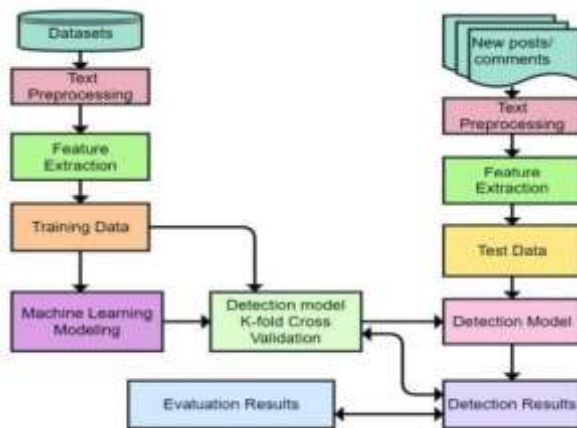 Datasets
Text
Preprocessing
Feature
Extraction
Training Data
Machine Learning
Modeling
Detection model
K-fold Cross
Validation
Evaluation Results
New posts/
comments
Text
Preprocessing
Feature
Extraction
Test Data
Detection Model
Detection Results